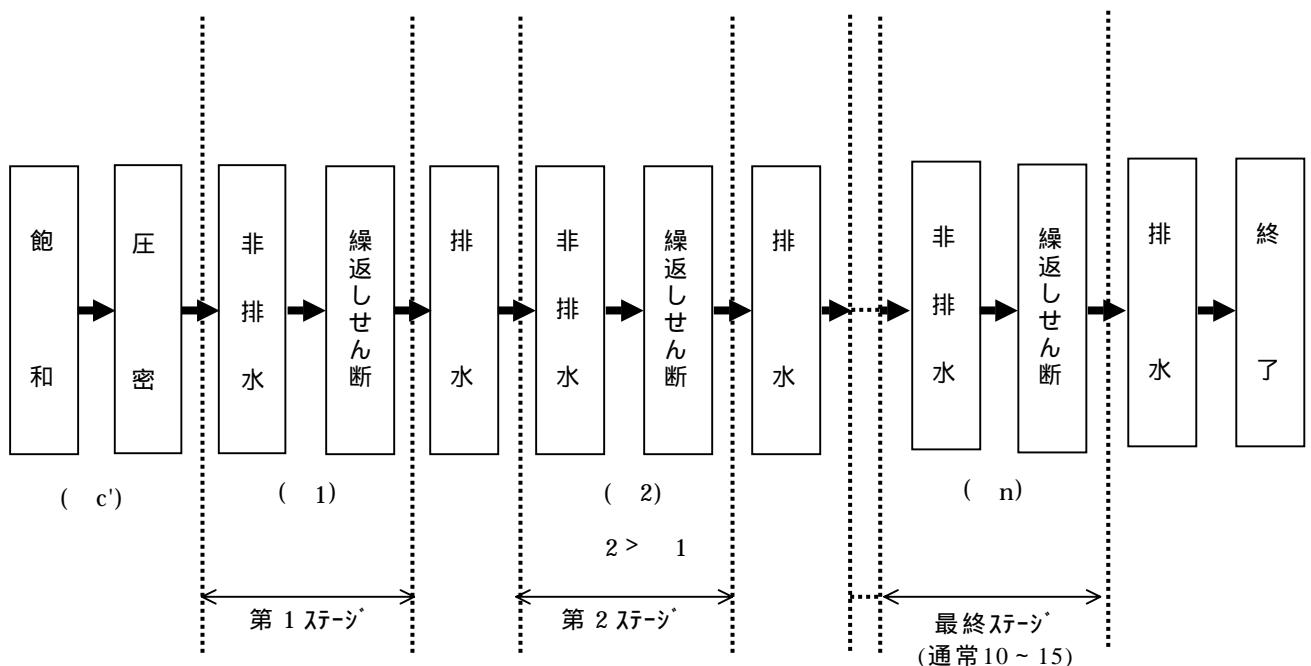 飽和
圧密
非排水
繰返しせん断
排水
非排水
繰返しせん断
排水
非排水
繰返しせん断
排水
終了
( c')
( 1)
( 2)
( n)
2 > 1
第 1 ｽﾃｰｼﾞ
第 2 ｽﾃｰｼﾞ
最終ｽﾃｰｼﾞ
(通常10 ~ 15)